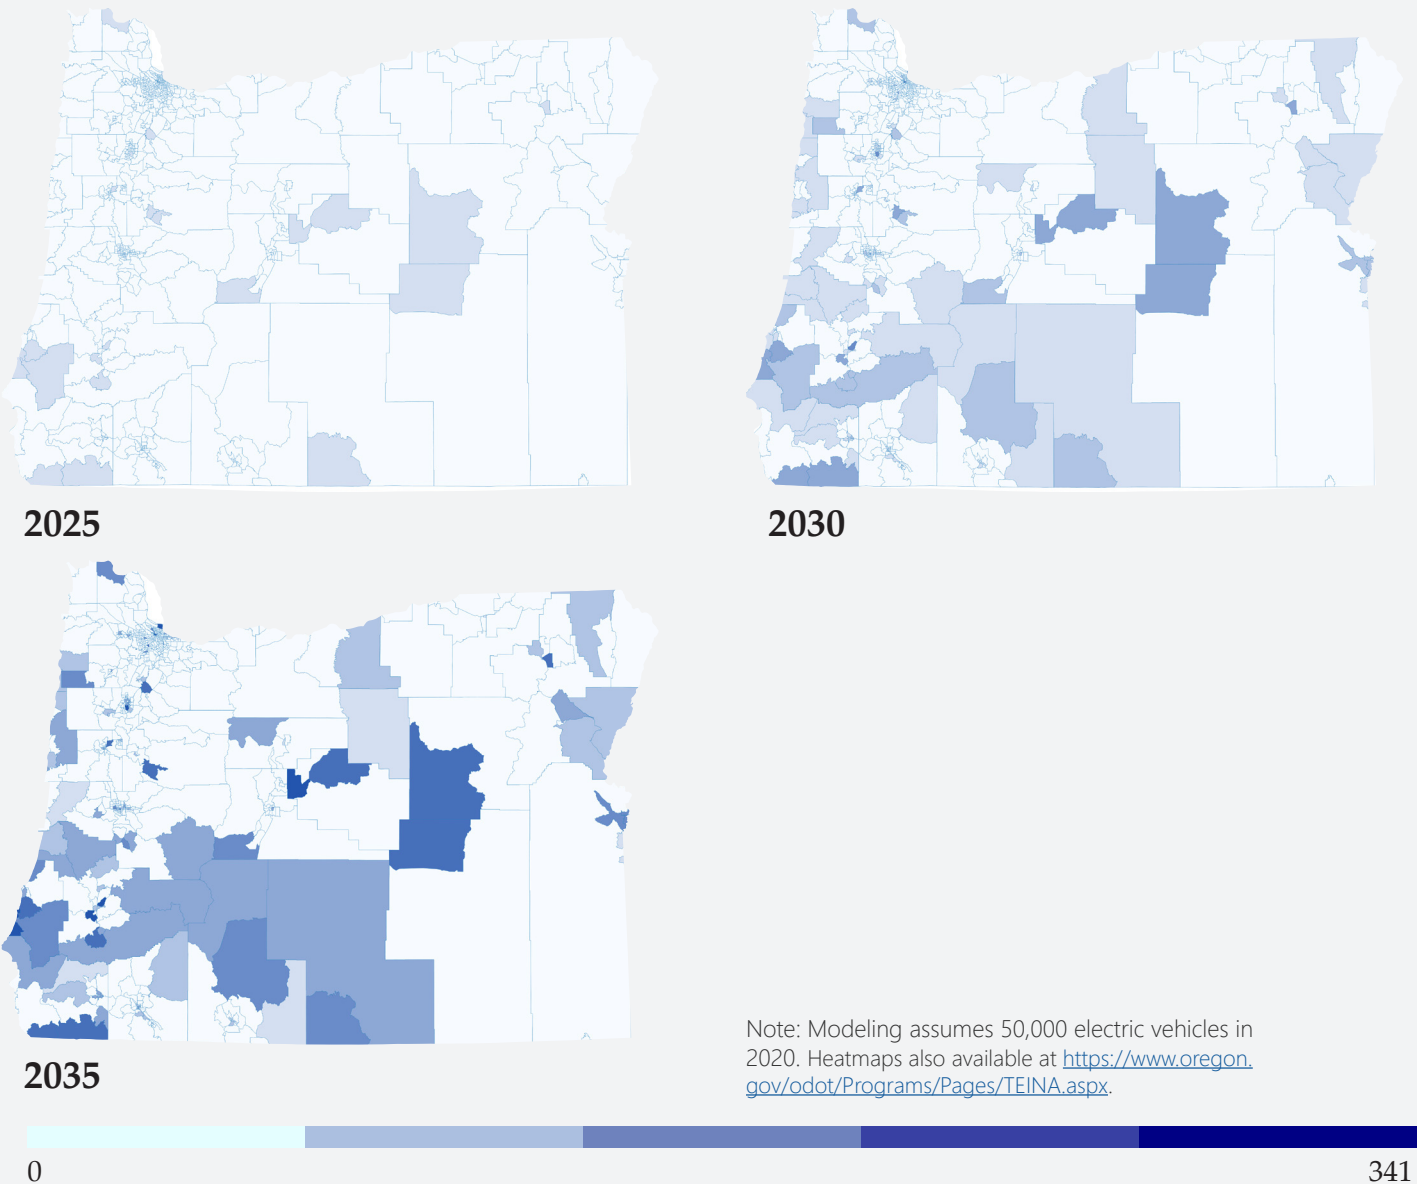 2025
2030
2035
Note: Modeling assumes 50,000 electric vehicles in
2020. Heatmaps also available at https://www.oregon.
gov/odot/Programs/Pages/TEINA.aspx.
0
341